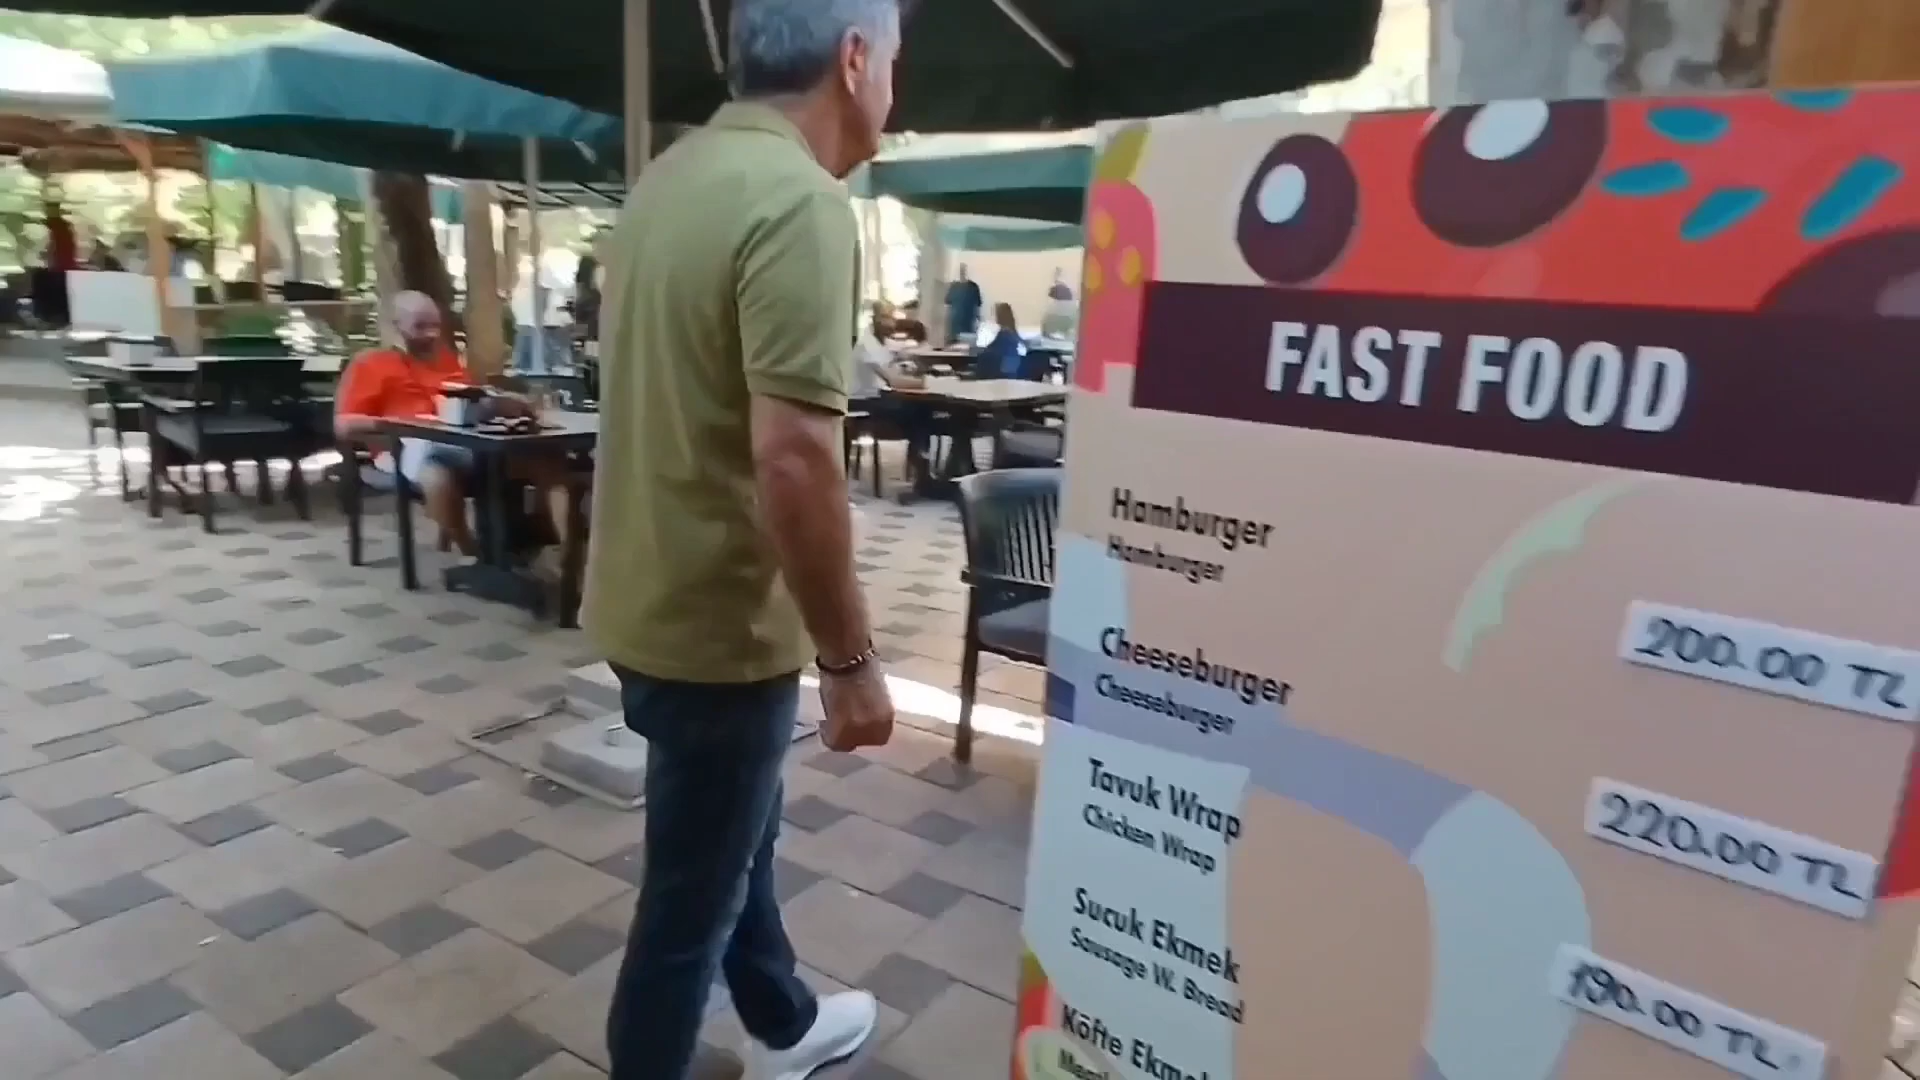 FAST FOOD
Hamburger
Hamburger
200.00 TL
Cheeseburger
Cheeseburger
220.00 TL
Tavuk Wrap
Chicken Wrap
190.00 TL
Sucuk Ekmek
Sausage W. Bread
Köfte